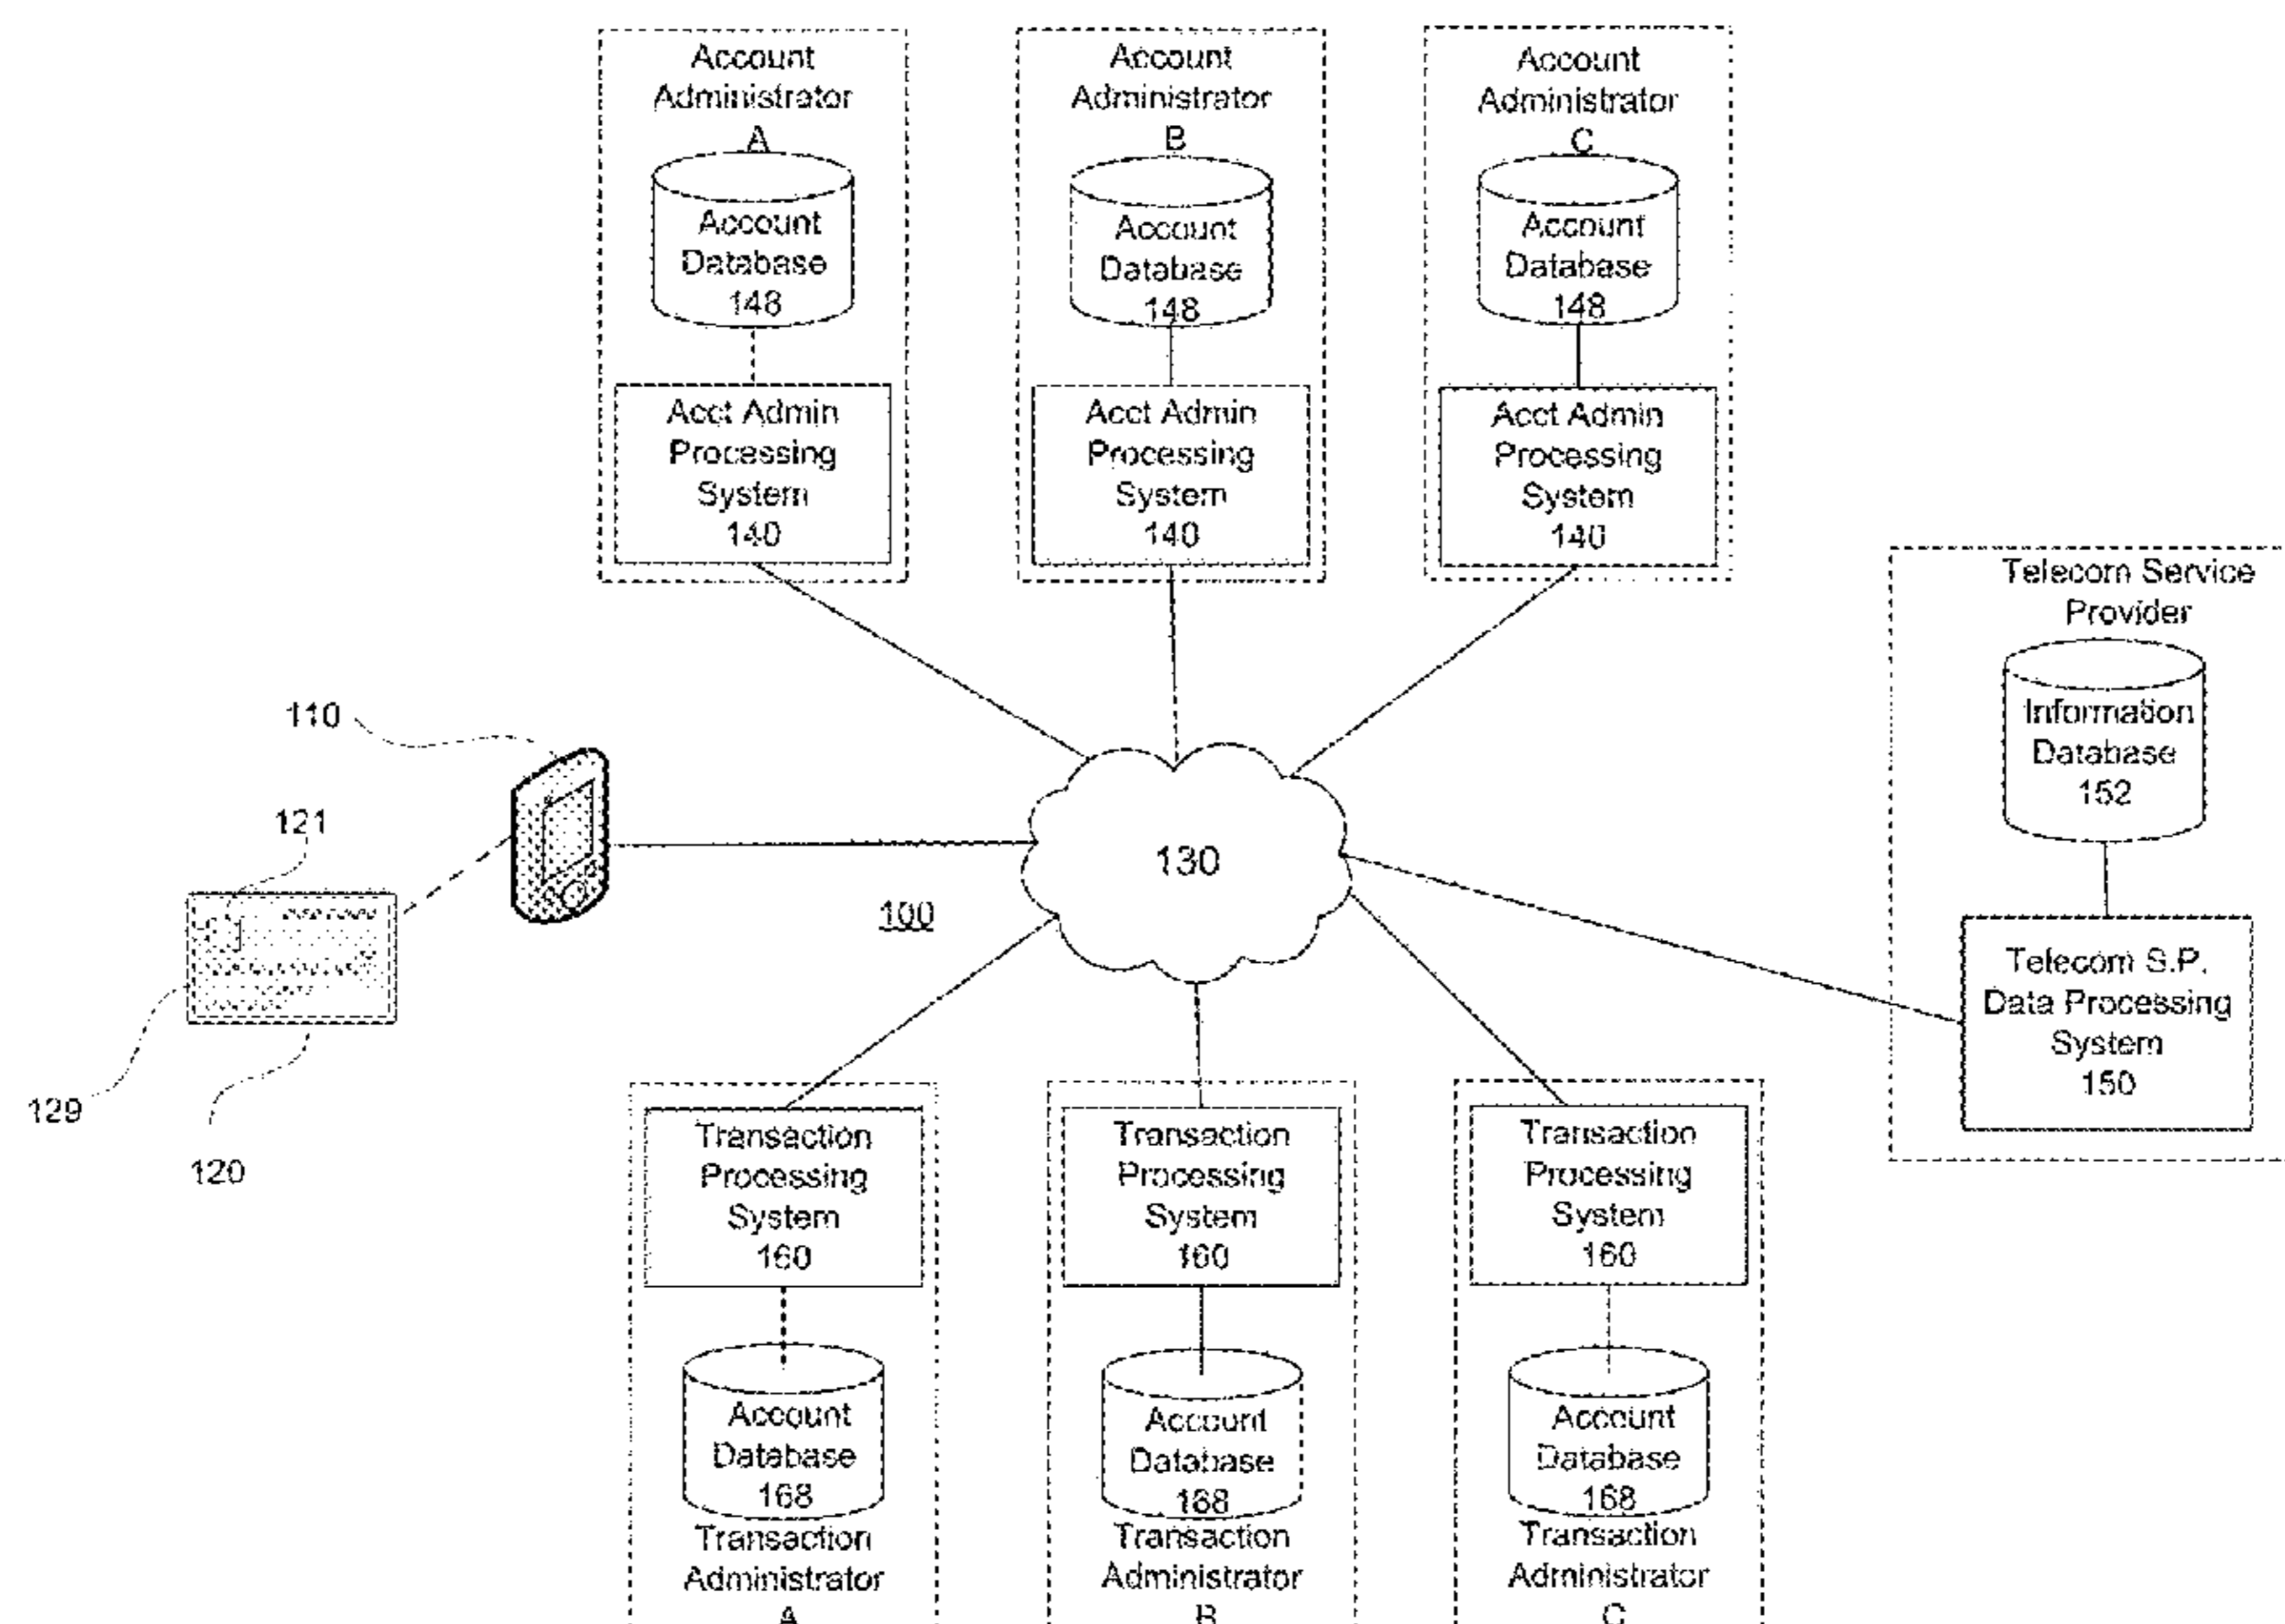 Account
Administrator
A
Account
Database
148
Acct Admin
Processing
System
140
Account
Administrator
B
Account
Database
148
Acct Admin
Processing
System
140
Account
Administrator
C
Account
Database
148
Acct Admin
Processing
System
140
Telecom Service
Provider
Information
Database
152
Telecom S.P.
Data Processing
System
150
110
121
129
120
100
130
Transaction
Processing
System
160
Account
Database
168
Transaction
Administrator
A
Transaction
Processing
System
160
Account
Database
168
Transaction
Administrator
B
Transaction
Processing
System
160
Account
Database
168
Transaction
Administrator
C